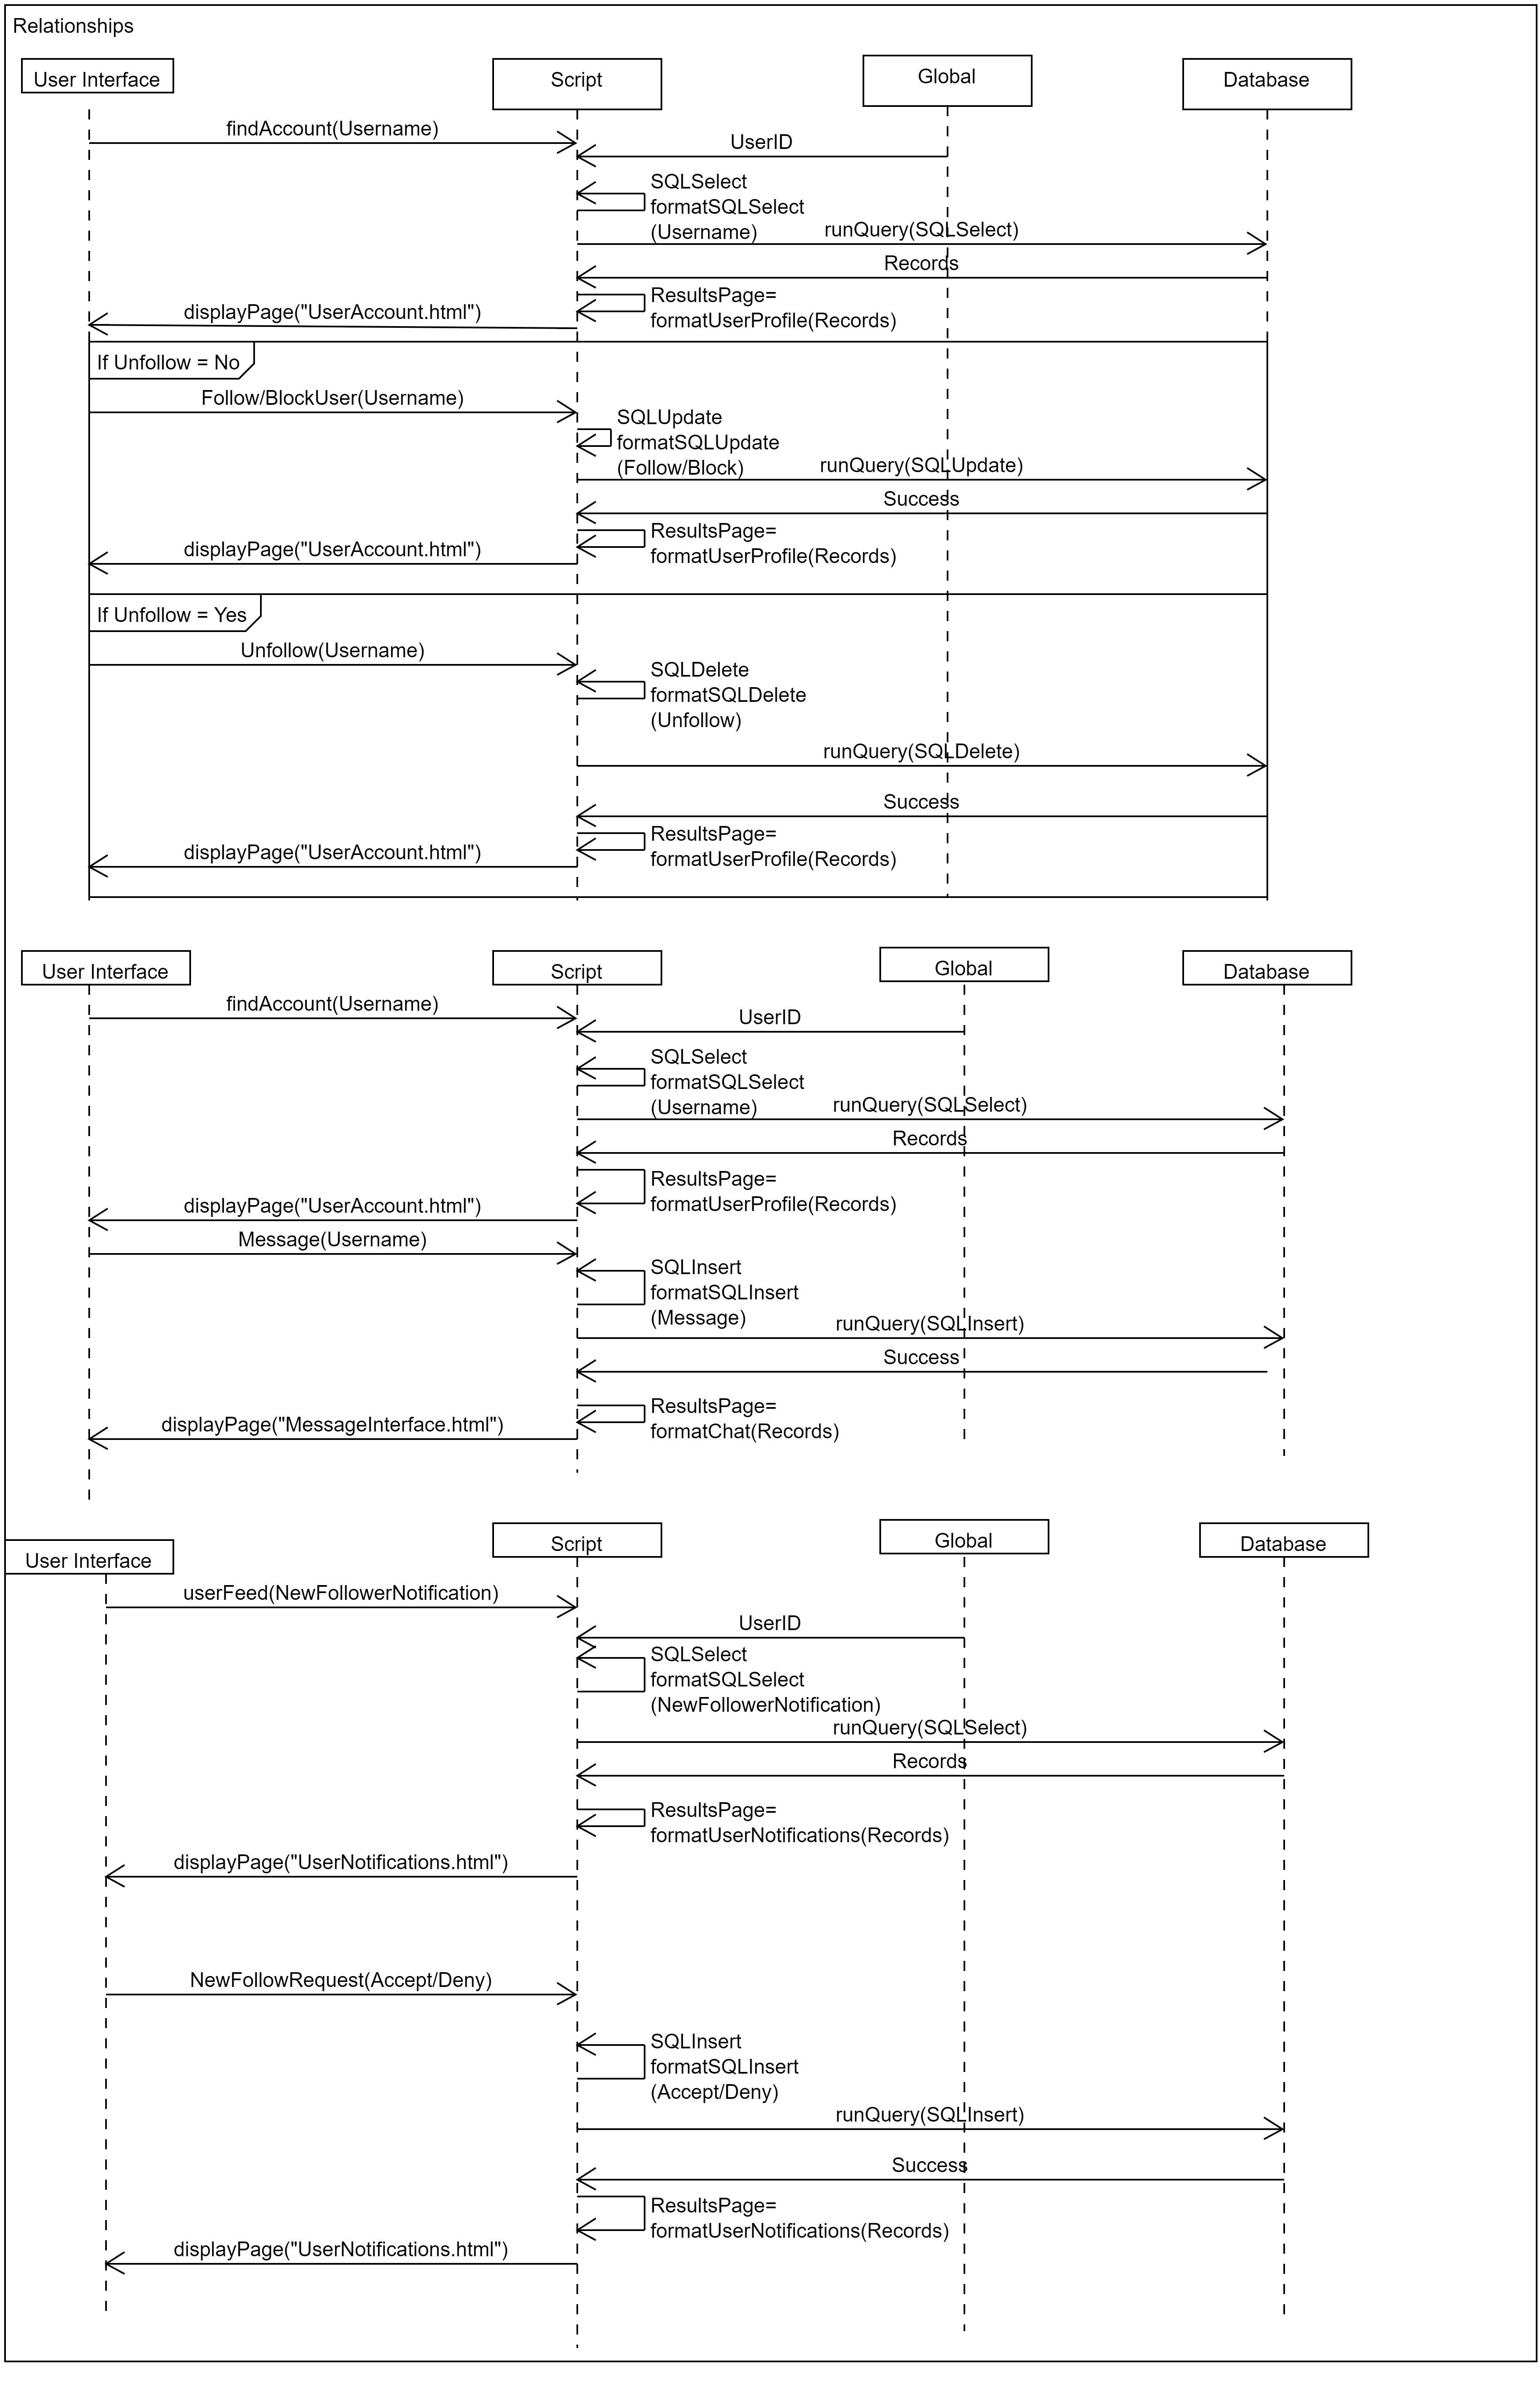 Relationships
User Interface
Script
Global
Database
findAccount(Username)
UserID
SQLSelect
formatSQLSelect
(Username)
runQuery(SQLSelect)
Records
ResultsPage=
formatUserProfile(Records)
displayPage("UserAccount.html")
If Unfollow = No
Follow/BlockUser(Username)
SQLUpdate
formatSQLUpdate
(Follow/Block)
runQuery(SQLUpdate)
Success
ResultsPage=
formatUserProfile(Records)
displayPage("UserAccount.html")
If Unfollow = Yes
Unfollow(Username)
SQLDelete
formatSQLDelete
(Unfollow)
runQuery(SQLDelete)
Success
ResultsPage=
formatUserProfile(Records)
displayPage("UserAccount.html")
User Interface
Script
Global
Database
findAccount(Username)
UserID
SQLSelect
formatSQLSelect
(Username)
runQuery(SQLSelect)
Records
ResultsPage=
formatUserProfile(Records)
displayPage("UserAccount.html")
Message(Username)
SQLInsert
formatSQLInsert
(Message)
runQuery(SQLInsert)
Success
ResultsPage=
formatChat(Records)
displayPage("MessageInterface.html")
User Interface
Script
Global
Database
userFeed(NewFollowerNotification)
UserID
SQLSelect
formatSQLSelect
(NewFollowerNotification)
runQuery(SQLSelect)
Records
ResultsPage=
formatUserNotifications(Records)
displayPage("UserNotifications.html")
NewFollowRequest(Accept/Deny)
SQLInsert
formatSQLInsert
(Accept/Deny)
runQuery(SQLInsert)
Success
ResultsPage=
formatUserNotifications(Records)
displayPage("UserNotifications.html")